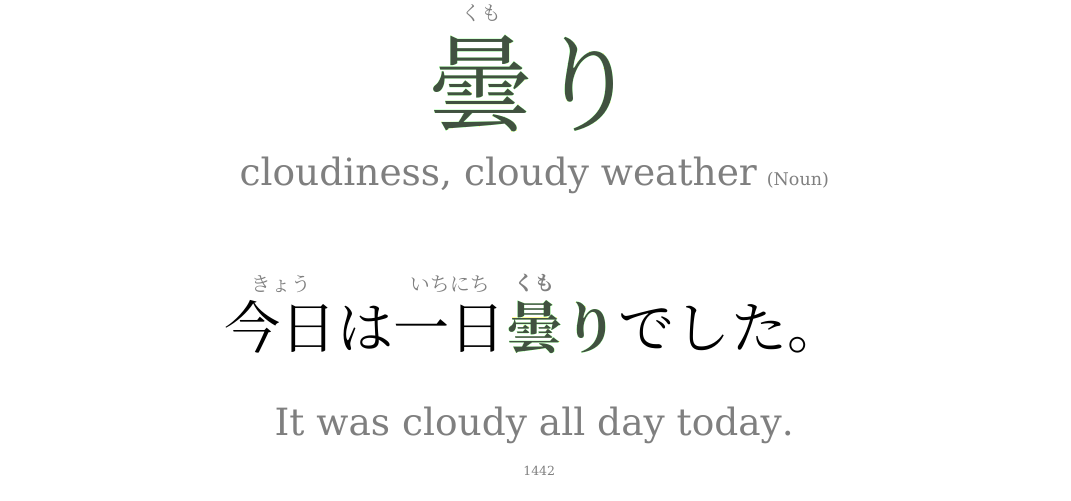 くも
曇り
cloudiness, cloudy weather (Noun)
きょう いちにち くも
今日は一日曇りでした。
It was cloudy all day today.
1442